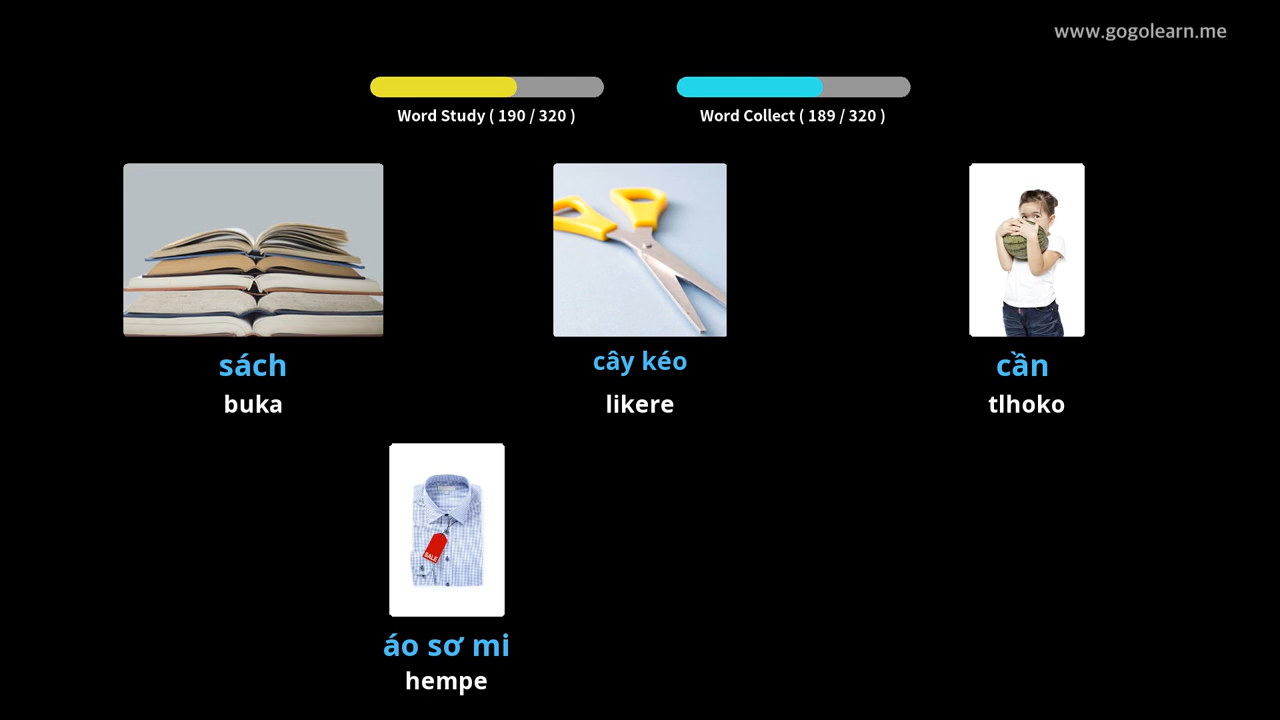 www.gogolearn.me
Word Study ( 190 / 320 )
Word Collect ( 189 / 320 )
sách
buka
cây kéo
likere
cần
tlhoko
SALE
áo sơ mi
hempe